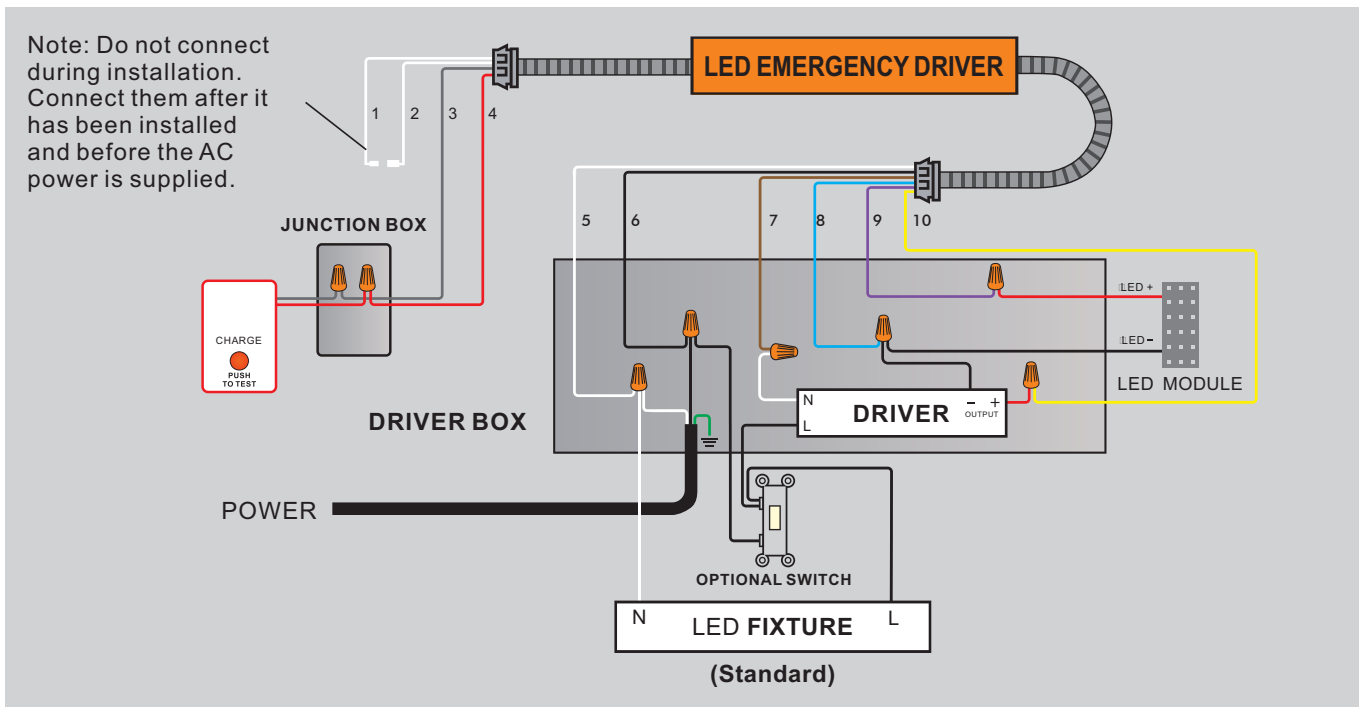 Note: Do not connect
during installation.
Connect them after it
has been installed
and before the AC
power is supplied.
LED EMERGENCY DRIVER
1 2 3 4
JUNCTION BOX
5 6 7 8 9 10
CHARGE
PUSH
TO TEST
LED +
LED -
LED MODULE
DRIVER BOX
N
L
DRIVER
- +
OUTPUT
POWER
OPTIONAL SWITCH
N
LED FIXTURE
L
(Standard)